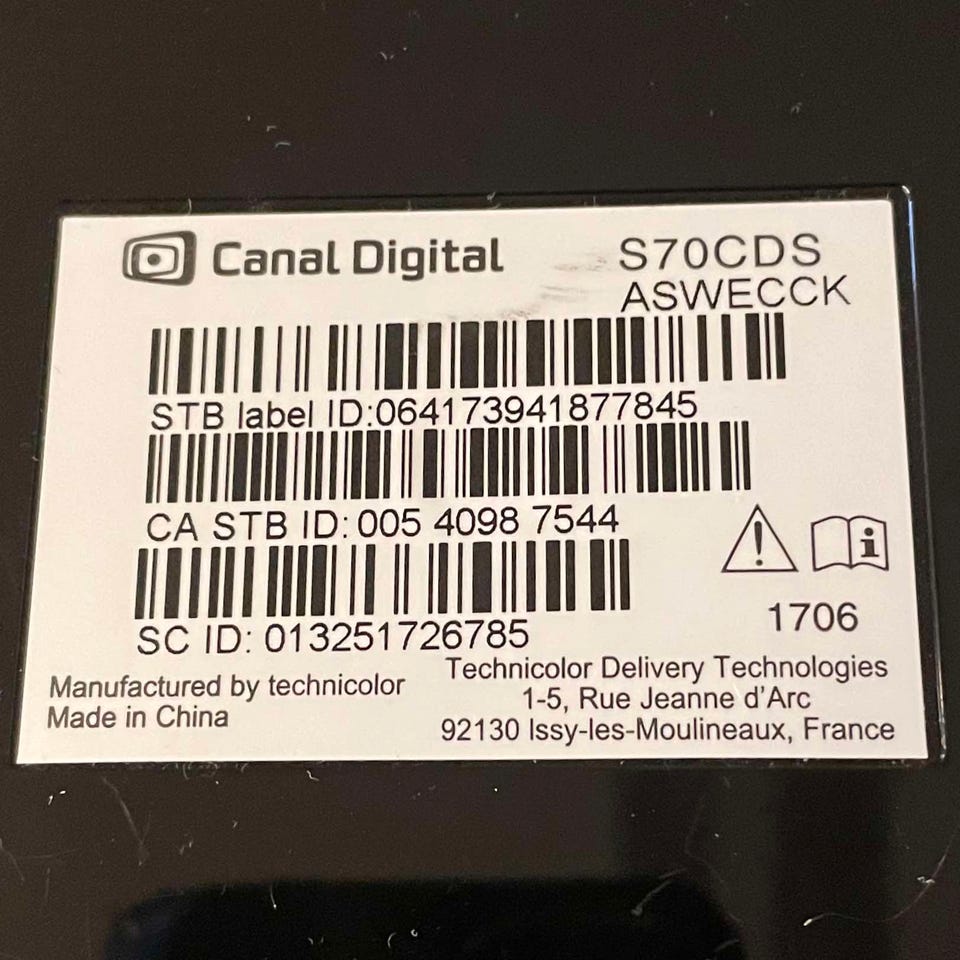 Canal Digital
S70CDS
ASWECCK
STB label ID:064173941877845
CA STB ID: 005 4098 7544
SC ID: 013251726785
1706
Manufactured by technicolor
Made in China
Technicolor Delivery Technologies
1-5, Rue Jeanne d'Arc
92130 Issy-les-Moulineaux, France